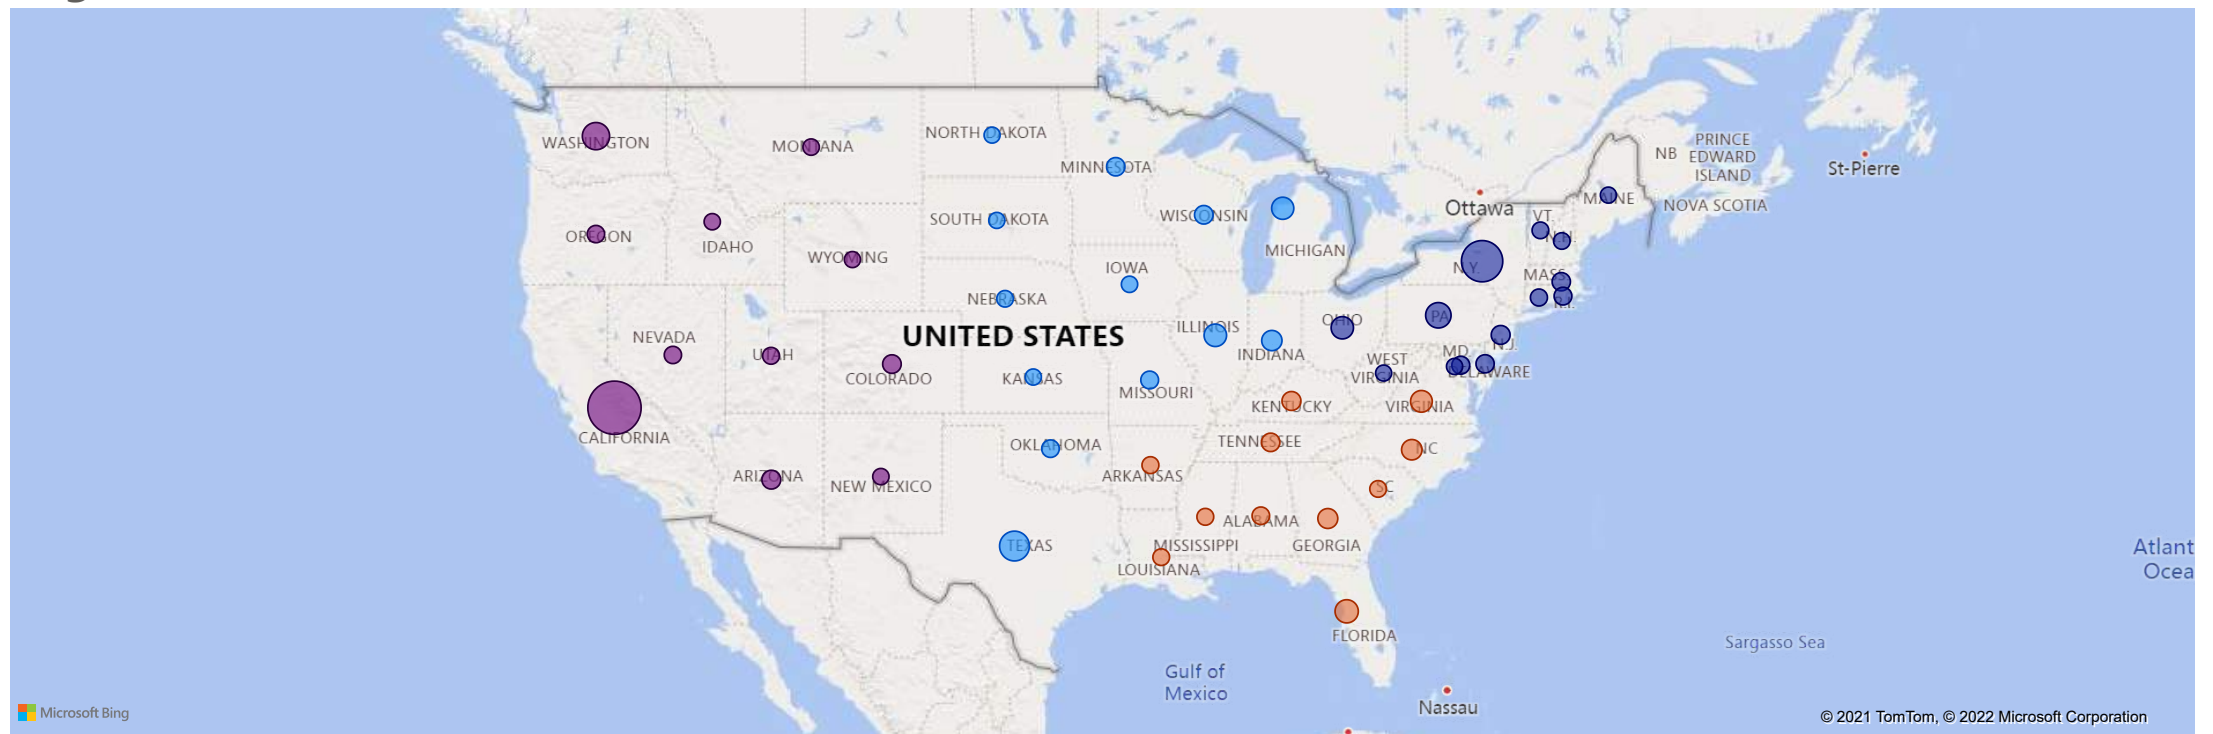 WASHINGTON
MONTANA
NORTH DAKOTA
MINNESOTA
NB
PRINCE
EDWARD
ISLAND
St-Pierre
OREGON
IDAHO
WYOMING
SOUTH DAKOTA
WISCONSIN
MICHIGAN
Ottawa
VT.
N.H.
MAINE
NOVA SCOTIA
NEBRASKA
IOWA
N.Y.
MASS.
R.I.
NEVADA
UTAH
COLORADO
UNITED STATES
KANSAS
MISSOURI
ILLINOIS
INDIANA
OHIO
PA
N.J.
MD
DELAWARE
WEST
VIRGINIA
CALIFORNIA
ARIZONA
NEW MEXICO
OKLAHOMA
ARKANSAS
KENTUCKY
VIRGINIA
TENNESSEE
NC
SC
TEXAS
MISSISSIPPI
ALABAMA
GEORGIA
LOUISIANA
FLORIDA
Atlant
Ocea
Sargasso Sea
Gulf of
Mexico
Nassau
Microsoft Bing
© 2021 TomTom, © 2022 Microsoft Corporation